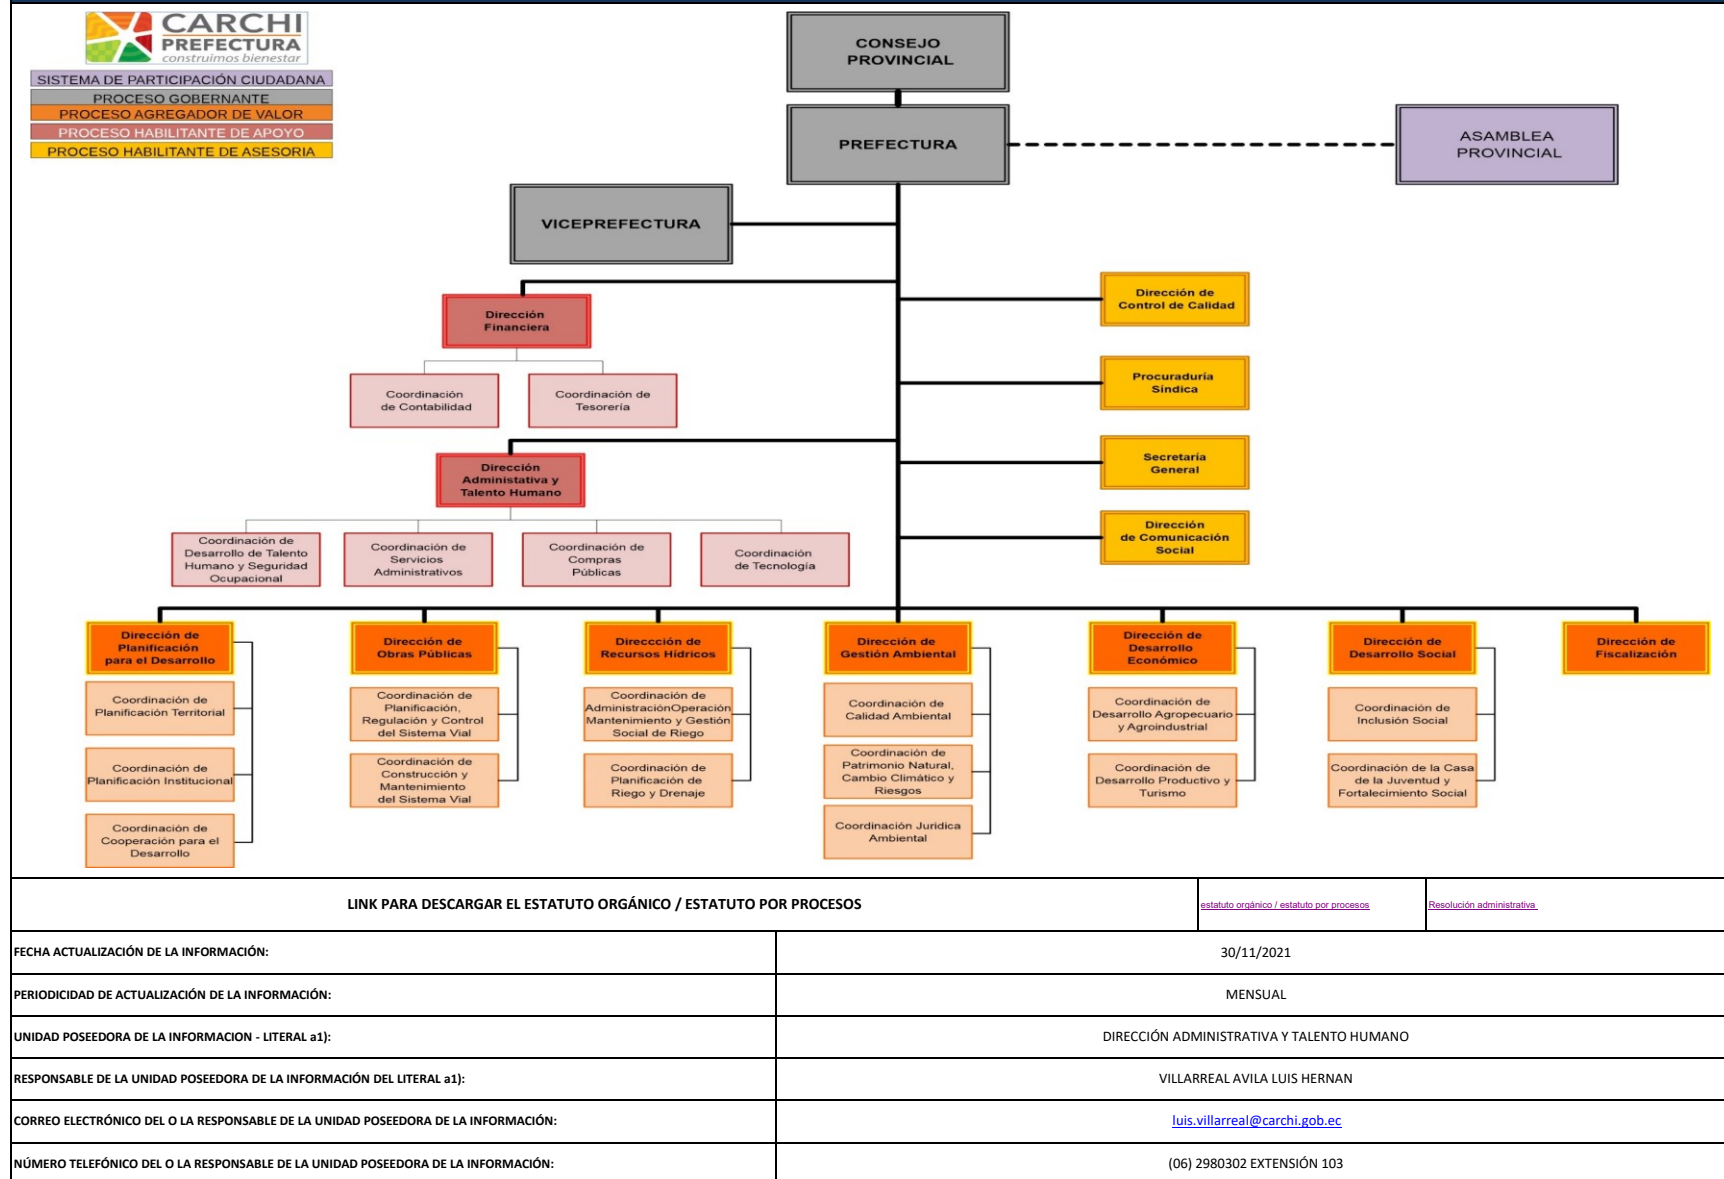 CARCHI
PREFECTURA
construimos bienestar
SISTEMA DE PARTICIPACIÓN CIUDADANA
PROCESO GOBERNANTE
PROCESO AGREGADOR DE VALOR
PROCESO HABILITANTE DE APOYO
PROCESO HABILITANTE DE ASESORIA
CONSEJO
PROVINCIAL
PREFECTURA
ASAMBLEA
PROVINCIAL
VICEPREFECTURA
Dirección
Financiera
Dirección de
Control de Calidad
Coordinación
de Contabilidad
Coordinación de
Tesorería
Procuraduría
Síndica
Dirección
Administativa y
Talento Humano
Secretaría
General
Coordinación de
Desarrollo de Talento
Humano y Seguridad
Ocupacional
Coordinación de
Servicios
Administrativos
Coordinación de
Compras
Públicas
Coordinación
de Tecnología
Dirección
de Comunicación
Social
Dirección de
Planificación
para el Desarrollo
Dirección de
Obras Públicas
Direccción de
Recursos Hídricos
Dirección de
Gestión Ambiental
Dirección de
Desarrollo
Económico
Dirección de
Desarrollo Social
Dirección de
Fiscalización
Coordinación de
Planificación Territorial
Coordinación de
Planificación,
Regulación y Control
del Sistema Vial
Coordinación de
AdministraciónOperación
Mantenimiento y Gestión
Social de Riego
Coordinación de
Calidad Ambiental
Coordinación de
Desarrollo Agropecuario
y Agroindustrial
Coordinación de
Inclusión Social
Coordinación de
Planificación Institucional
Coordinación de
Construcción y
Mantenimiento
del Sistema Vial
Coordinación de
Planificación de
Riego y Drenaje
Coordinación de
Patrimonio Natural,
Cambio Climático y
Riesgos
Coordinación de
Desarrollo Productivo y
Turismo
Coordinación de la Casa
de la Juventud y
Fortalecimiento Social
Coordinación de
Cooperación para el
Desarrollo
Coordinación Jurídica
Ambiental
LINK PARA DESCARGAR EL ESTATUTO ORGÁNICO / ESTATUTO POR PROCESOS
estatuto orgánico / estatuto por procesos
Resolución administrativa
FECHA ACTUALIZACIÓN DE LA INFORMACIÓN:
30/11/2021
PERIODICIDAD DE ACTUALIZACIÓN DE LA INFORMACIÓN:
MENSUAL
UNIDAD POSEEDORA DE LA INFORMACION - LITERAL a1):
DIRECCIÓN ADMINISTRATIVA Y TALENTO HUMANO
RESPONSABLE DE LA UNIDAD POSEEDORA DE LA INFORMACIÓN DEL LITERAL a1):
VILLARREAL AVILA LUIS HERNAN
CORREO ELECTRÓNICO DEL O LA RESPONSABLE DE LA UNIDAD POSEEDORA DE LA INFORMACIÓN:
luis.villarreal@carchi.gob.ec
NÚMERO TELEFÓNICO DEL O LA RESPONSABLE DE LA UNIDAD POSEEDORA DE LA INFORMACIÓN:
(06) 2980302 EXTENSIÓN 103